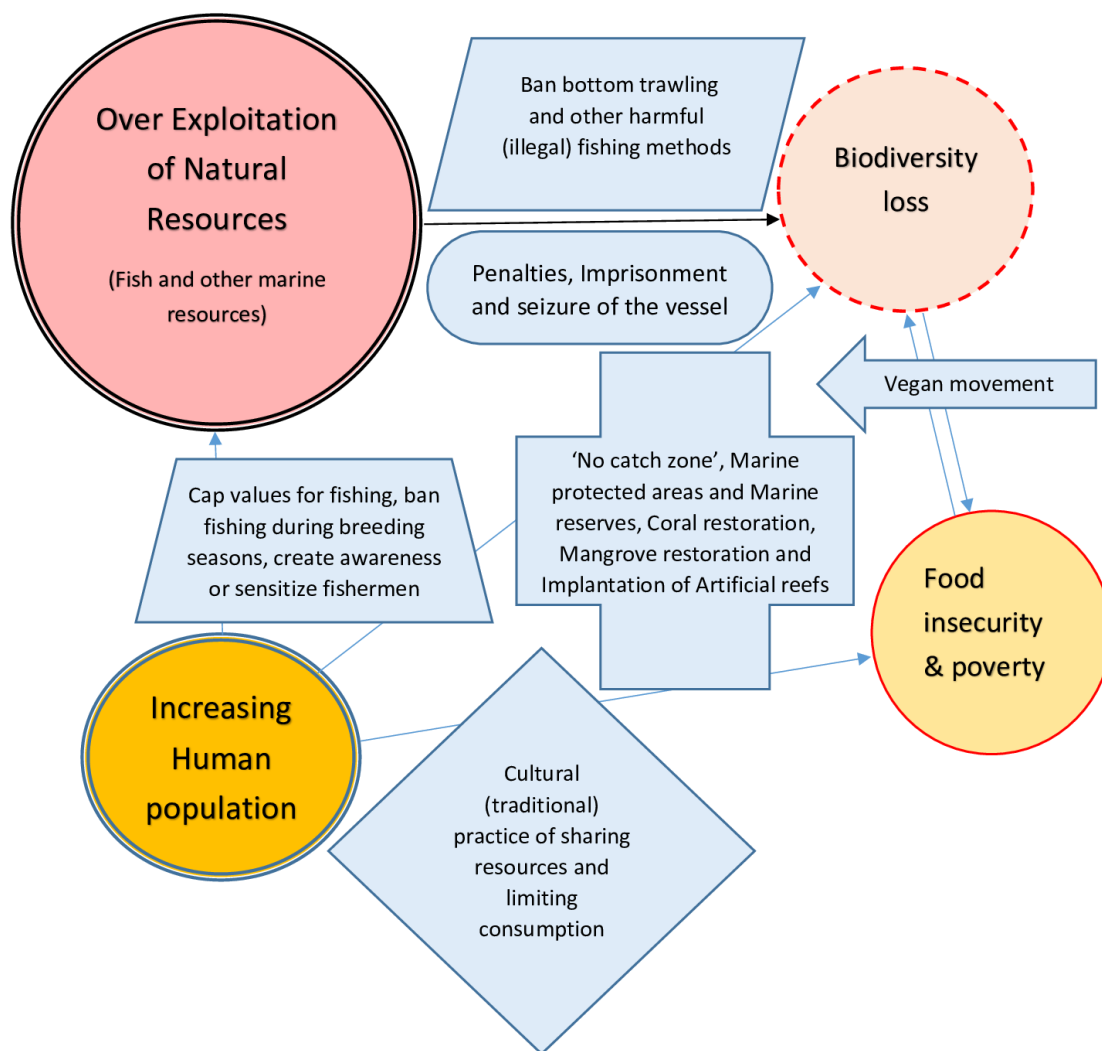 Over Exploitation
of Natural
Resources
(Fish and other marine
resources)
Ban bottom trawling
and other harmful
(illegal) fishing methods
Biodiversity
loss
Penalties, Imprisonment
and seizure of the vessel
Vegan movement
‘No catch zone’, Marine
protected areas and Marine
reserves, Coral restoration,
Mangrove restoration and
Implantation of Artificial reefs
Cap values for fishing, ban
fishing during breeding
seasons, create awareness
or sensitize fishermen
Food
insecurity
& poverty
Increasing
Human
population
Cultural
(traditional)
practice of sharing
resources and
limiting
consumption